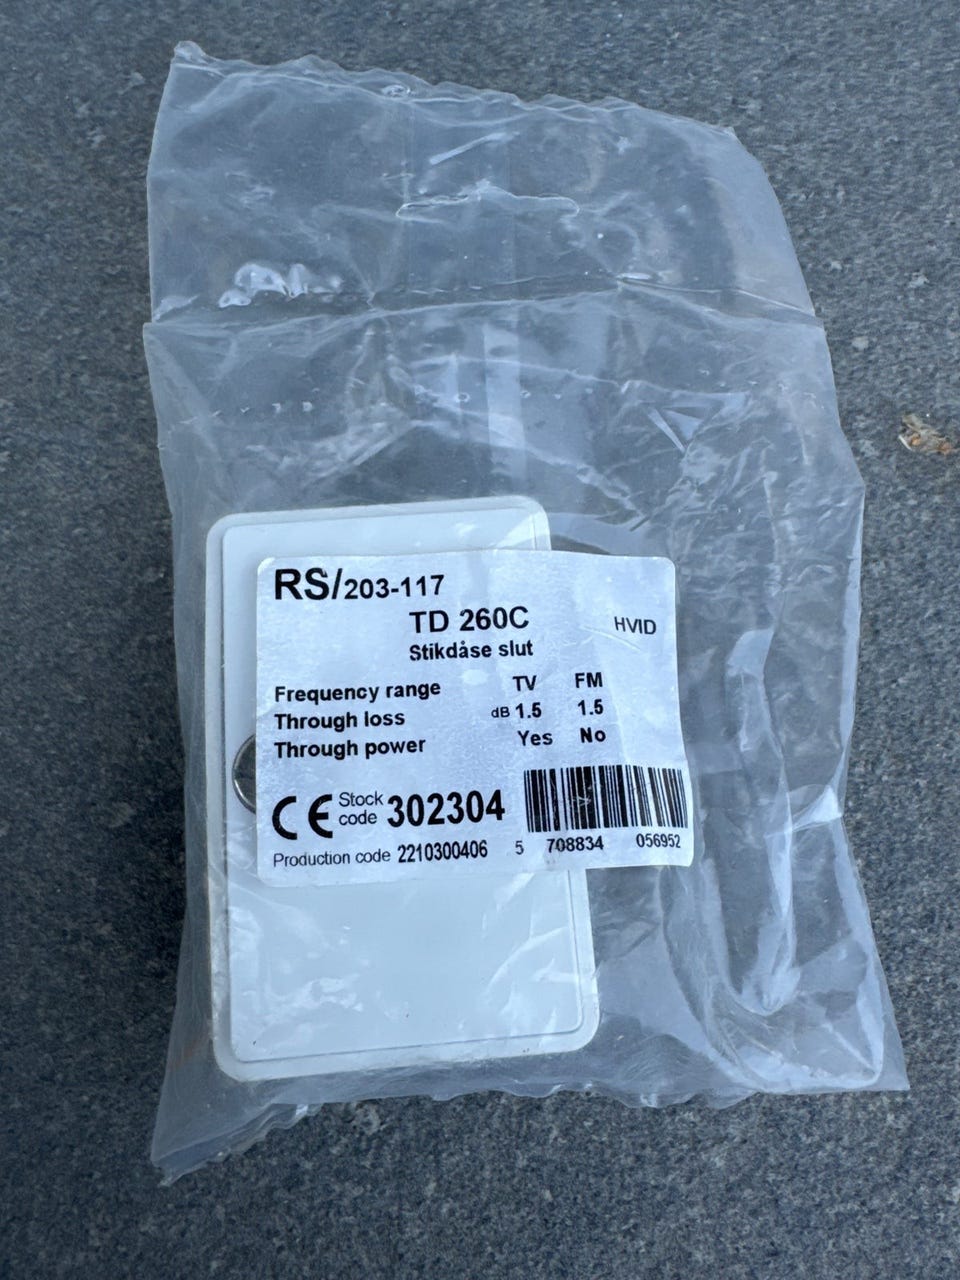 RS/203-117
TD 260C
HVID
Stikdåse slut
Frequency range TV FM
Through loss dB 1.5 1.5
Through power Yes No
CE Stock code 302304
Production code 2210300406
5 708834 056952